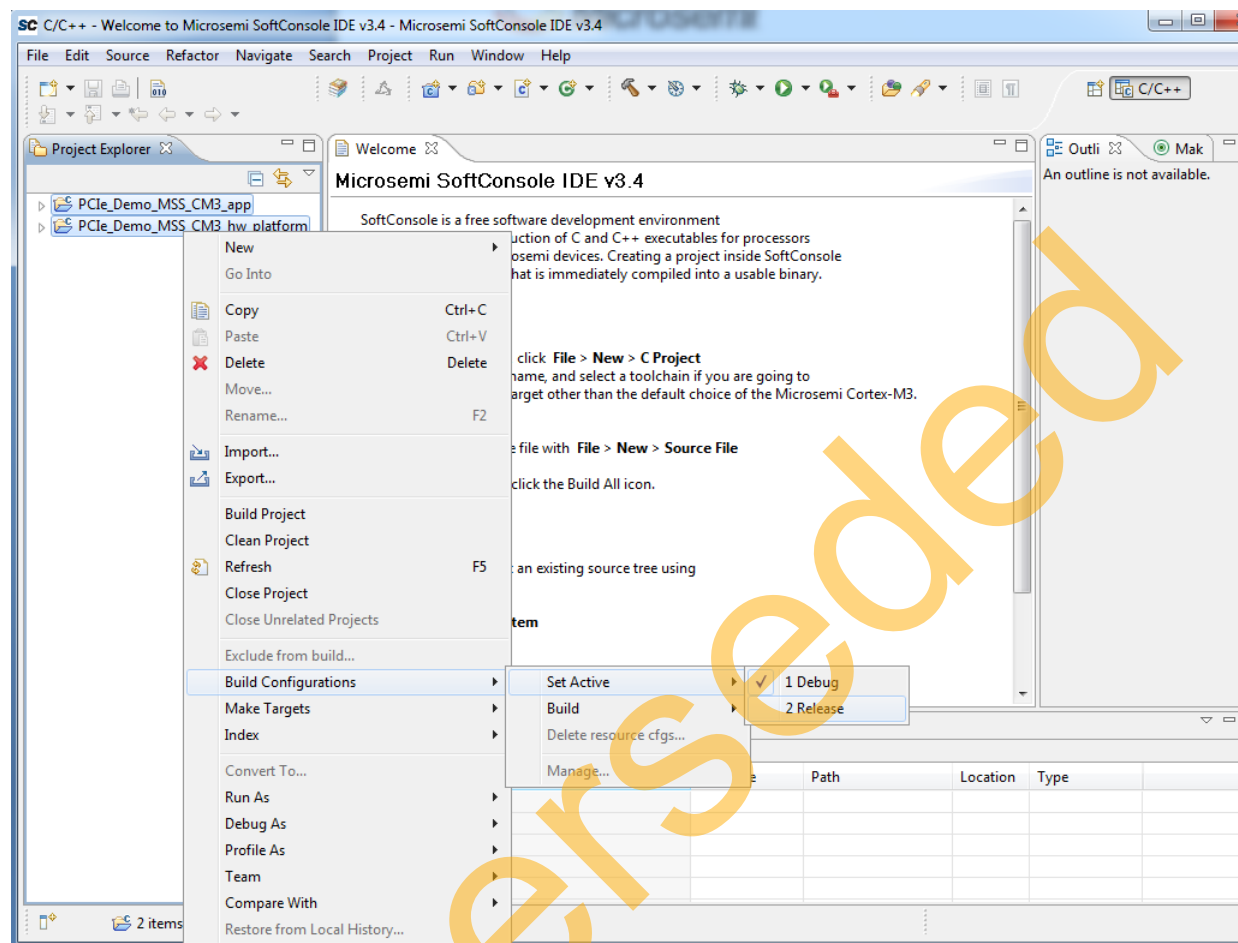 Microsemi
SC C/C++ - Welcome to Microsemi SoftConsole IDE v3.4 - Microsemi SoftConsole IDE v3.4
File Edit Source Refactor Navigate Search Project Run Window Help
C/C++
Project Explorer
Welcome
Outli
Mak
Microsemi SoftConsole IDE v3.4
An outline is not available.
PCIe_Demo_MSS_CM3_app
PCIe_Demo_MSS_CM3_hw_platform
SoftConsole is a free software development environment
uction of C and C++ executables for processors
osemi devices. Creating a project inside SoftConsole
hat is immediately compiled into a usable binary.
click File > New > C Project
name, and select a toolchain if you are going to
arget other than the default choice of the Microsemi Cortex-M3.
e file with File > New > Source File
click the Build All icon.
an existing source tree using
tem
New
Go Into
Copy Ctrl+C
Paste Ctrl+V
Delete Delete
Move...
Rename... F2
Import...
Export...
Build Project
Clean Project
Refresh F5
Close Project
Close Unrelated Projects
Exclude from build...
Build Configurations
Make Targets
Index
Convert To...
Run As
Debug As
Profile As
Team
Compare With
Restore from Local History...
Set Active
Build
Delete resource cfgs...
Manage...
1 Debug
2 Release
e Path Location Type
2 items
erseded